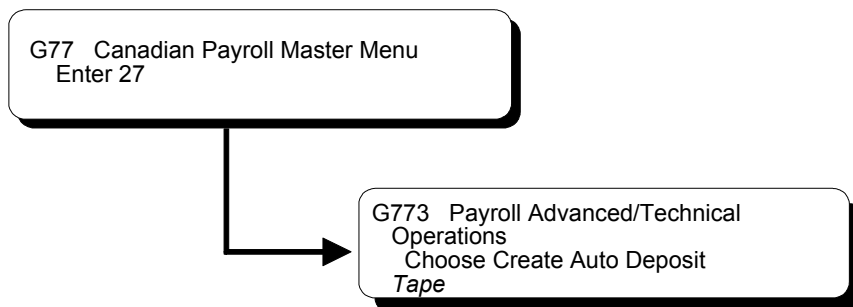 G77 Canadian Payroll Master Menu
Enter 27
G773 Payroll Advanced/Technical
Operations
Choose Create Auto Deposit
Tape